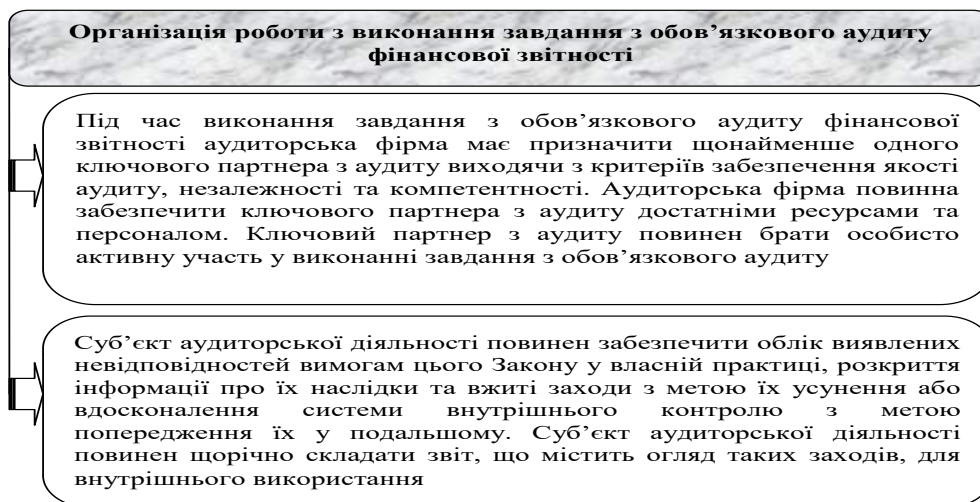 Організація роботи з виконання завдання з обов’язкового аудиту
фінансової звітності
Під час виконання завдання з обов’язкового аудиту фінансової
звітності аудиторська фірма має призначити щонайменше одного
ключового партнера з аудиту виходячи з критеріїв забезпечення якості
аудиту, незалежності та компетентності. Аудиторська фірма повинна
забезпечити ключового партнера з аудиту достатніми ресурсами та
персоналом. Ключовий партнер з аудиту повинен брати особисто
активну участь у виконанні завдання з обов’язкового аудиту
Суб’єкт аудиторської діяльності повинен забезпечити облік виявлених
невідповідностей вимогам цього Закону у власній практиці, розкриття
інформації про їх наслідки та вжиті заходи з метою їх усунення або
вдосконалення системи внутрішнього контролю з метою
попередження їх у подальшому. Суб’єкт аудиторської діяльності
повинен щорічно складати звіт, що містить огляд таких заходів, для
внутрішнього використання